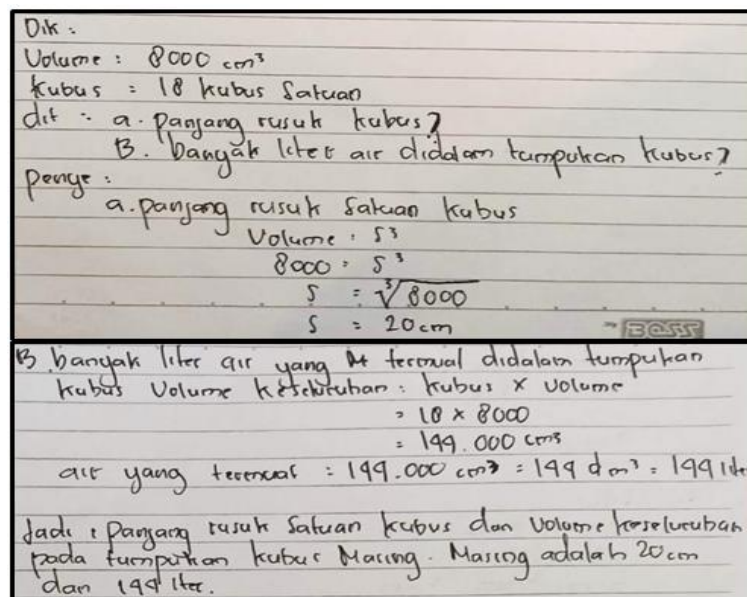 Dik :
Volume : 8000 cm³
Kubus = 18 kubus satuan
dit : a. panjang rusuk kubus?
B. banyak liter air didalam tumpukan kubus?
penye :
a. panjang rusuk satuan kubus
Volume : S³
8000 = S³
S = ∛8000
S = 20 cm
BOSS
B. banyak liter air yang termual didalam tumpukan
kubus Volume Keseluruhan : kubus x volume
= 18 x 8000
= 144.000 cm³
air yang termual : 144.000 cm³ = 144 dm³ = 144 liter
Jadi : panjang rusuk satuan kubus dan Volume keseluruhan
pada tumpukan kubus Masing-Masing adalah 20 cm
dan 144 liter.